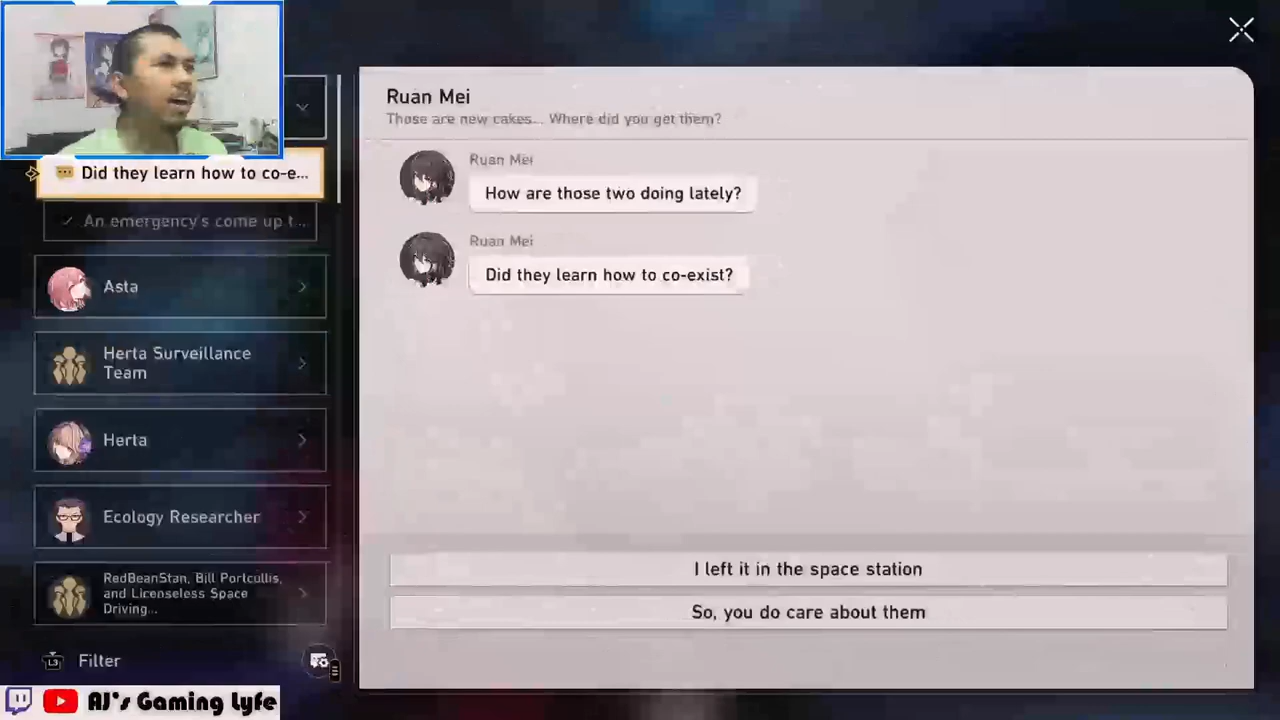 Ruan Mei
Those are new cakes... Where did you get them?
Ruan Mei
How are those two doing lately?
Ruan Mei
Did they learn how to co-exist?
I left it in the space station
So, you do care about them
Did they learn how to co-e...
An emergency's come up t...
Asta
Herta Surveillance
Team
Herta
Ecology Researcher
RedBeanStan, Bill Portcullis,
and Licenseless Space
Driving...
L3
Filter
AJ's Gaming Lyfe